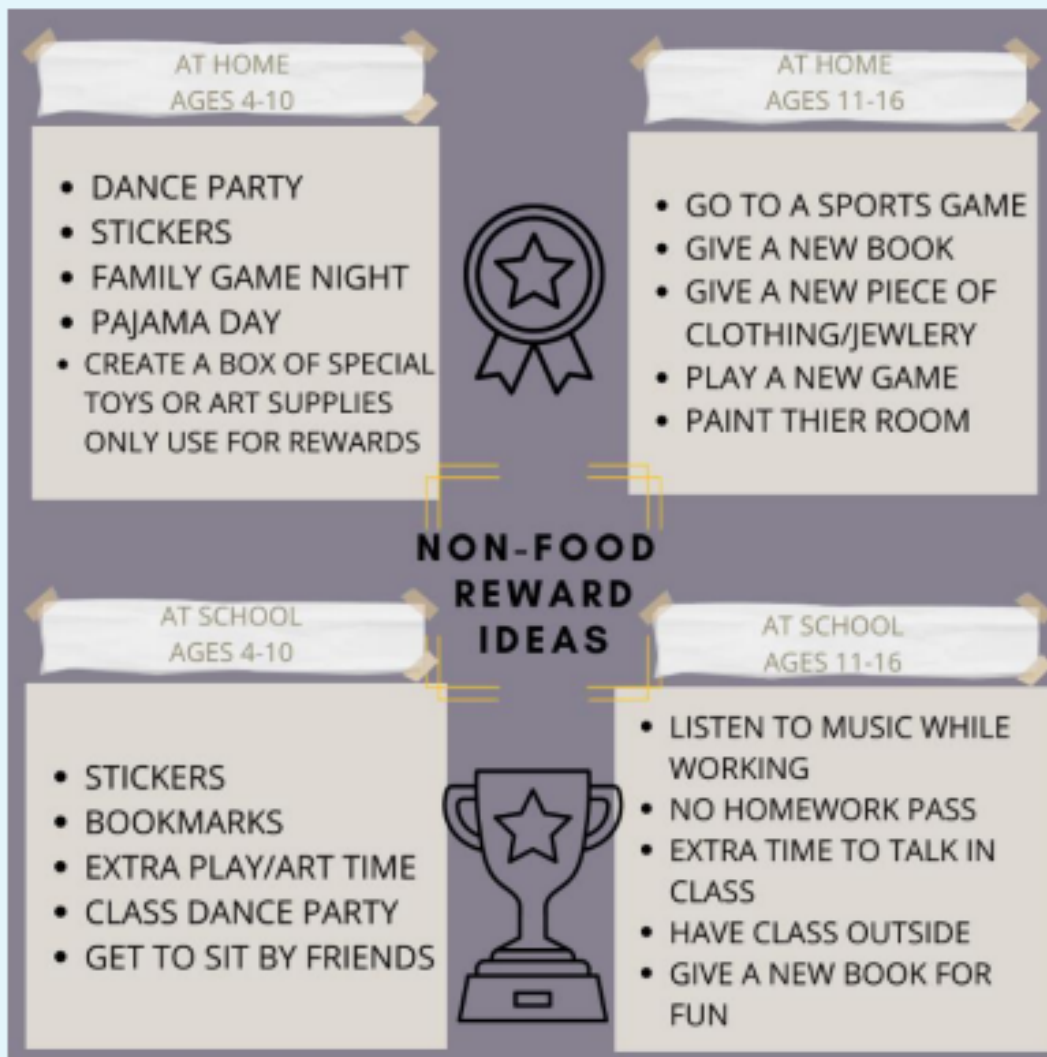 AT HOME
AGES 4-10
• DANCE PARTY
• STICKERS
• FAMILY GAME NIGHT
• PAJAMA DAY
• CREATE A BOX OF SPECIAL
TOYS OR ART SUPPLIES
ONLY USE FOR REWARDS
AT HOME
AGES 11-16
• GO TO A SPORTS GAME
• GIVE A NEW BOOK
• GIVE A NEW PIECE OF
CLOTHING/JEWLERY
• PLAY A NEW GAME
• PAINT THIER ROOM
NON-FOOD
REWARD
IDEAS
AT SCHOOL
AGES 4-10
• STICKERS
• BOOKMARKS
• EXTRA PLAY/ART TIME
• CLASS DANCE PARTY
• GET TO SIT BY FRIENDS
AT SCHOOL
AGES 11-16
• LISTEN TO MUSIC WHILE
WORKING
• NO HOMEWORK PASS
• EXTRA TIME TO TALK IN
CLASS
• HAVE CLASS OUTSIDE
• GIVE A NEW BOOK FOR
FUN